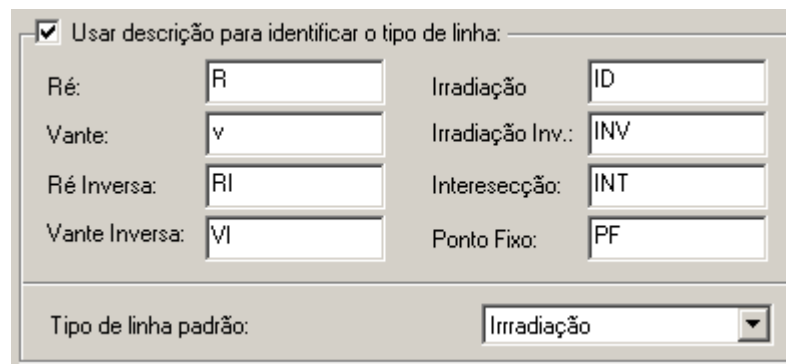 Usar descrição para identificar o tipo de linha:
Ré: R Irradiação ID
Vante: v Irradiação Inv.: INV
Ré Inversa: RI Interesecção: INT
Vante Inversa: VI Ponto Fixo: PF
Tipo de linha padrão: Irrradiação